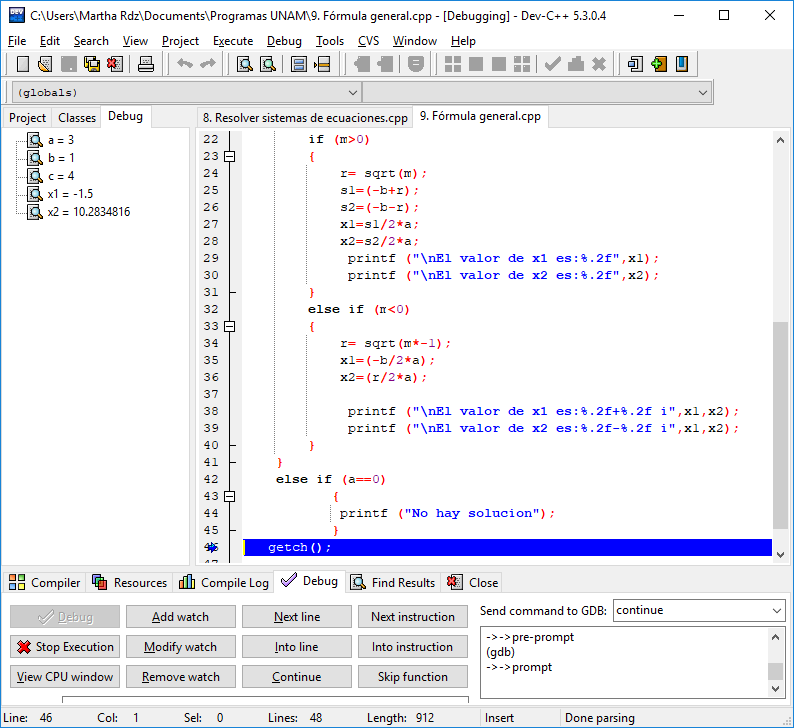 C:\Users\Martha Rdz\Documents\Programas UNAM\9. Fórmula general.cpp - [Debugging] - Dev-C++ 5.3.0.4
File Edit Search View Project Execute Debug Tools CVS Window Help
(globals)
Project Classes Debug
8. Resolver sistemas de ecuaciones.cpp 9. Fórmula general.cpp
a = 3
b = 1
c = 4
x1 = -1.5
x2 = 10.2834816
22 if (m>0)
23 {
24 r= sqrt(m);
25 s1=(-b+r);
26 s2=(-b-r);
27 x1=s1/2*a;
28 x2=s2/2*a;
29 printf ("\nEl valor de x1 es:%.2f",x1);
30 printf ("\nEl valor de x2 es:%.2f",x2);
31 }
32 else if (m<0)
33 {
34 r= sqrt(m*-1);
35 x1=(-b/2*a);
36 x2=(r/2*a);
37
38 printf ("\nEl valor de x1 es:%.2f+%.2f i",x1,x2);
39 printf ("\nEl valor de x2 es:%.2f-%.2f i",x1,x2);
40 }
41 }
42 else if (a==0)
43 {
44 printf ("No hay solucion");
45 }
46 getch();
Compiler Resources Compile Log Debug Find Results Close
Debug Add watch Next line Next instruction
Stop Execution Modify watch Into line Into instruction
View CPU window Remove watch Continue Skip function
Send command to GDB: continue
->->pre-prompt
(gdb)
->->prompt
Line: 46 Col: 1 Sel: 0 Lines: 48 Length: 912 Insert Done parsing